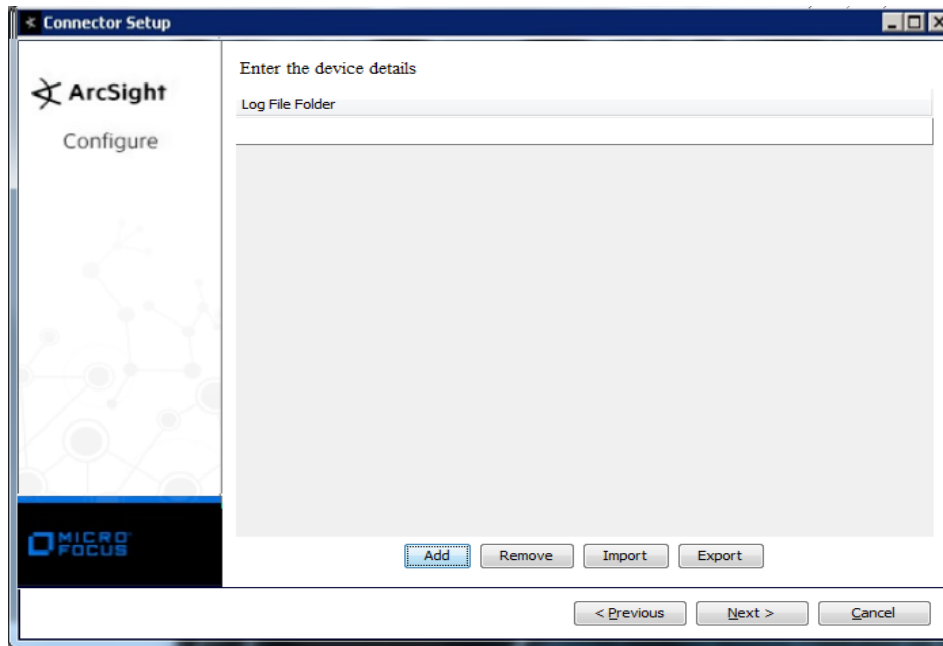 Connector Setup
ArcSight
Configure
Enter the device details
Log File Folder
MICRO
FOCUS
Add
Remove
Import
Export
< Previous
Next >
Cancel